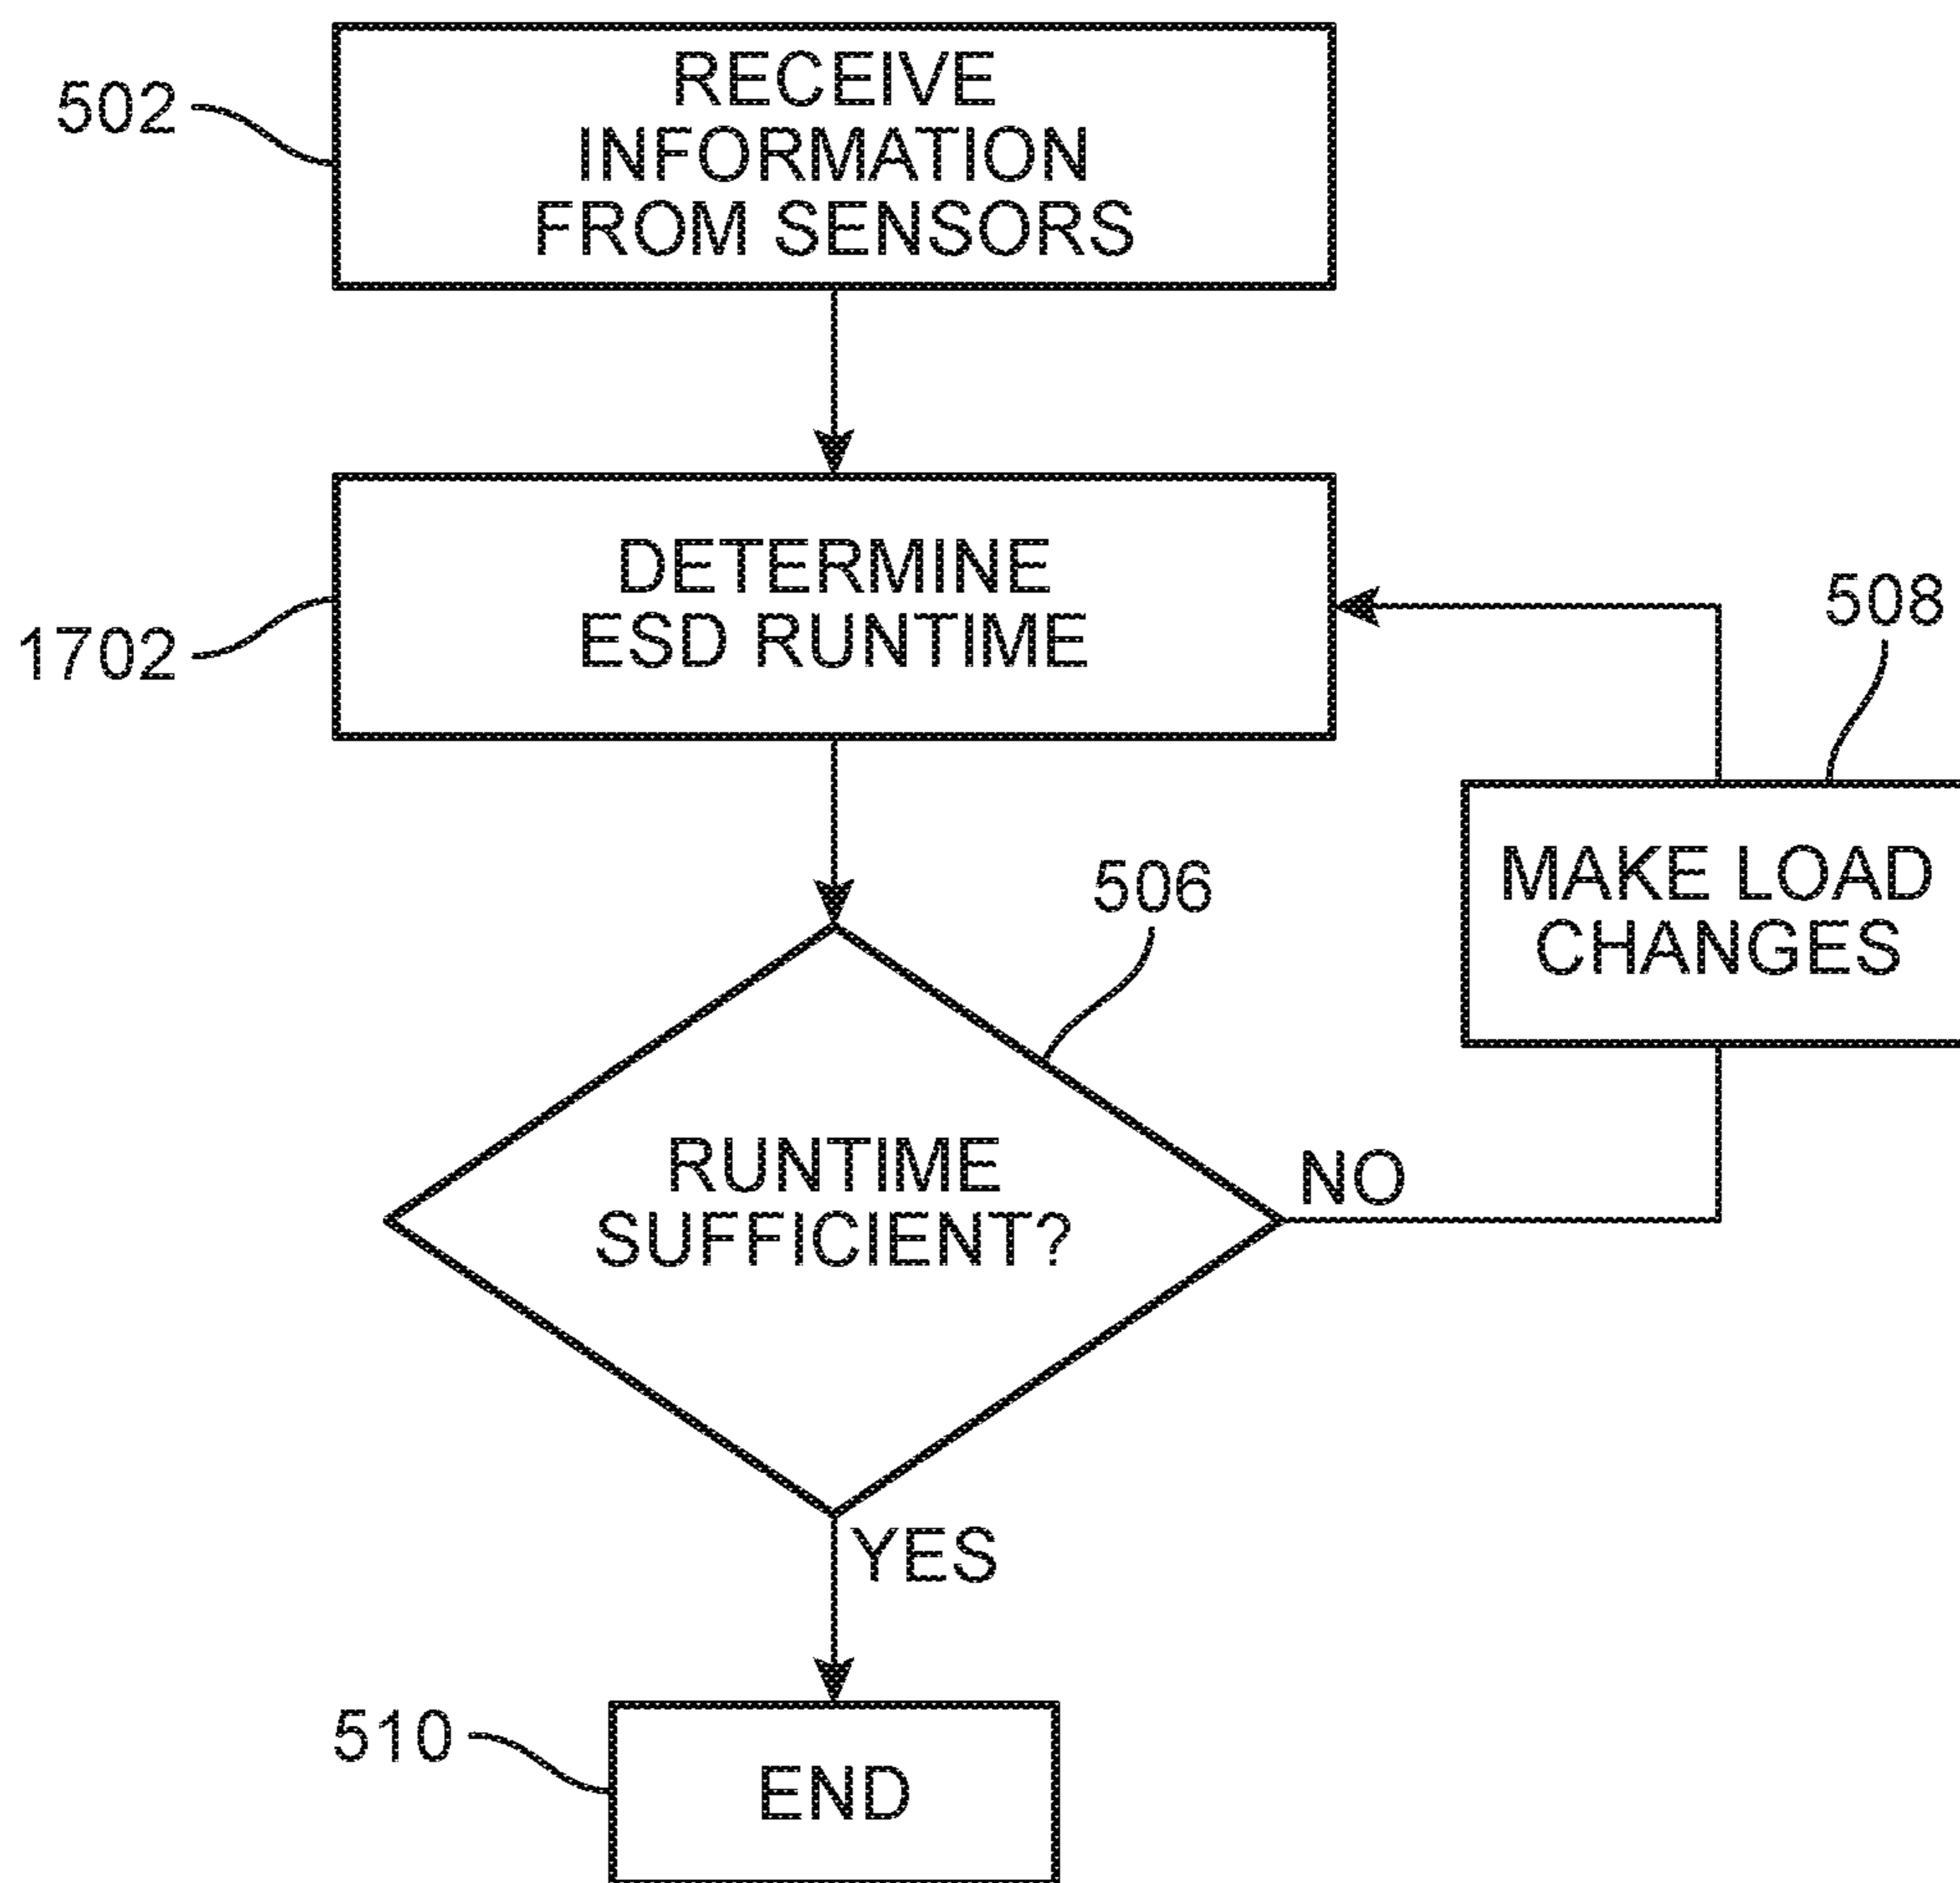 502
RECEIVE
INFORMATION
FROM SENSORS
1702
DETERMINE
ESD RUNTIME
508
MAKE LOAD
CHANGES
506
RUNTIME
SUFFICIENT?
NO
YES
510
END